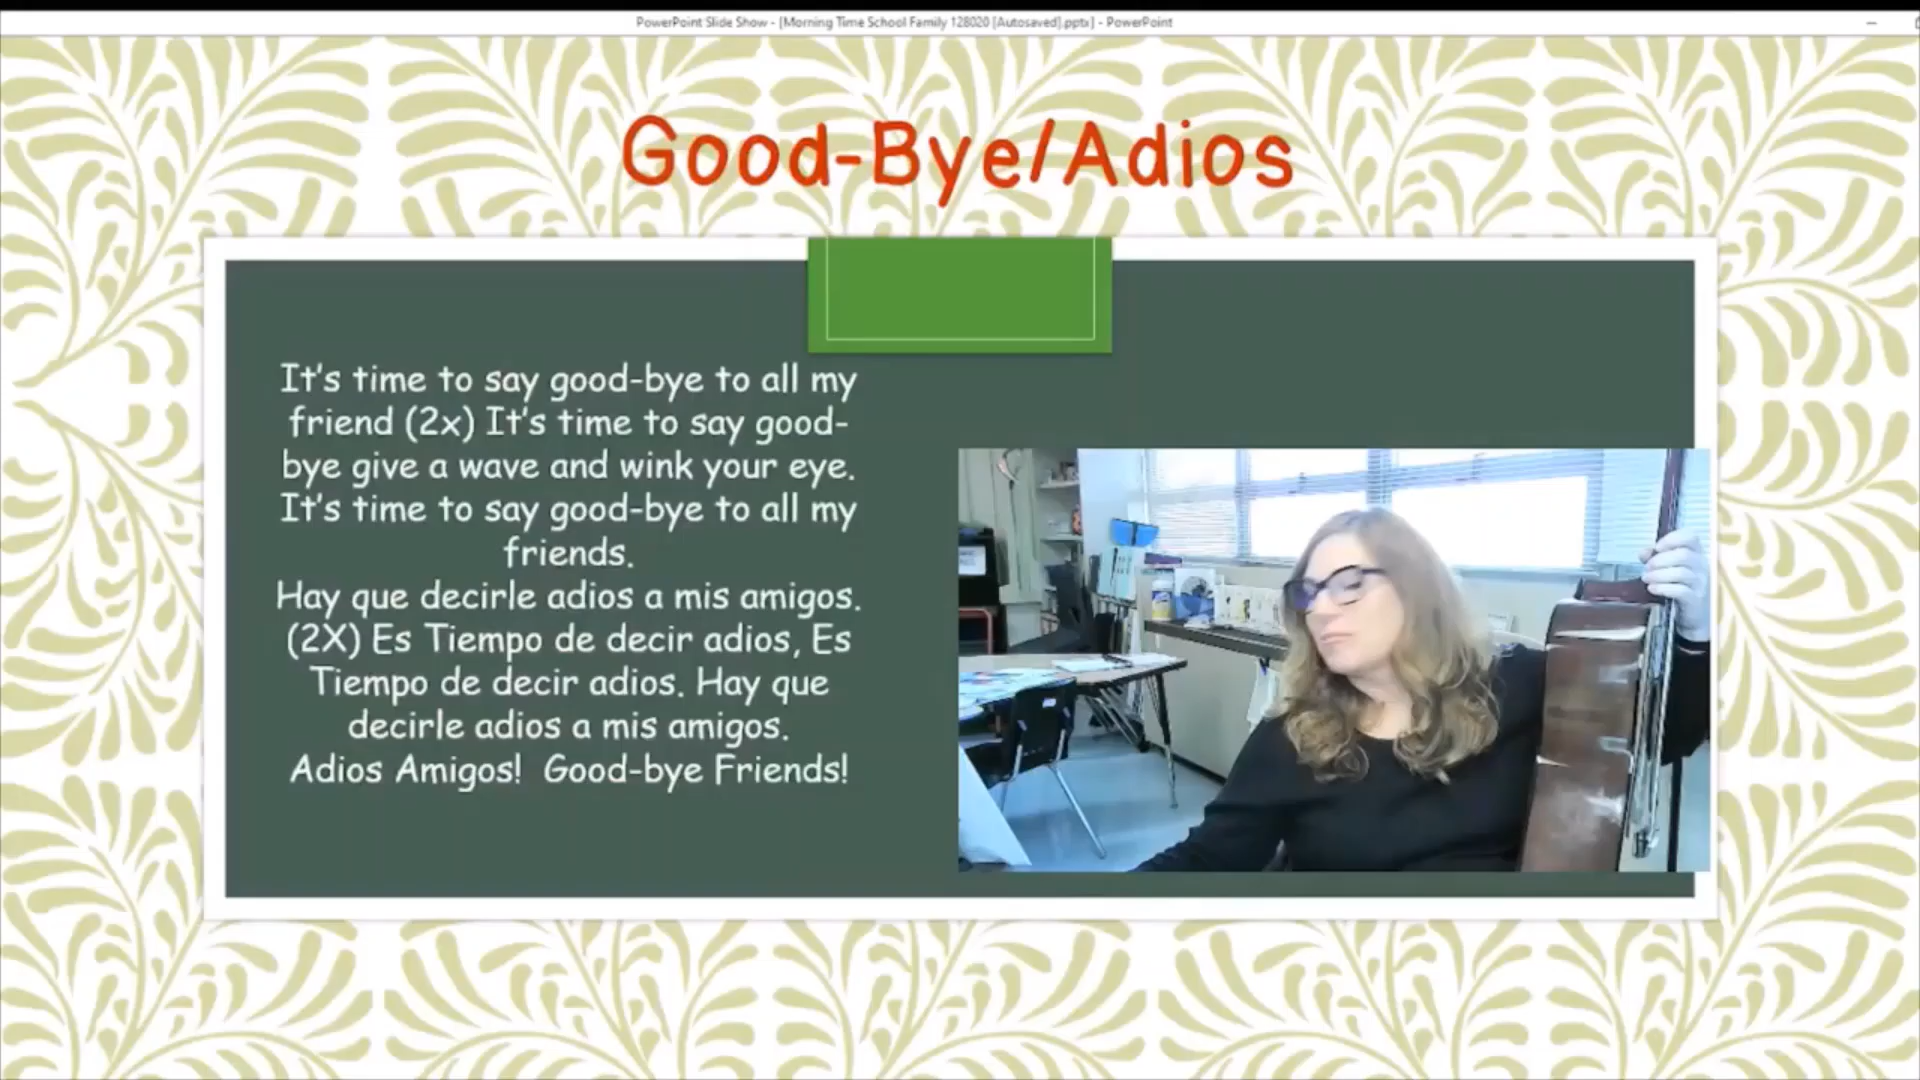 PowerPoint Slide Show - [Morning Time School Family 128020 [Autosaved].pptx] - PowerPoint
Good-Bye/Adios
It's time to say good-bye to all my
friend (2x) It's time to say good-
bye give a wave and wink your eye.
It's time to say good-bye to all my
friends.
Hay que decirle adios a mis amigos.
(2X) Es Tiempo de decir adios, Es
Tiempo de decir adios. Hay que
decirle adios a mis amigos.
Adios Amigos!  Good-bye Friends!